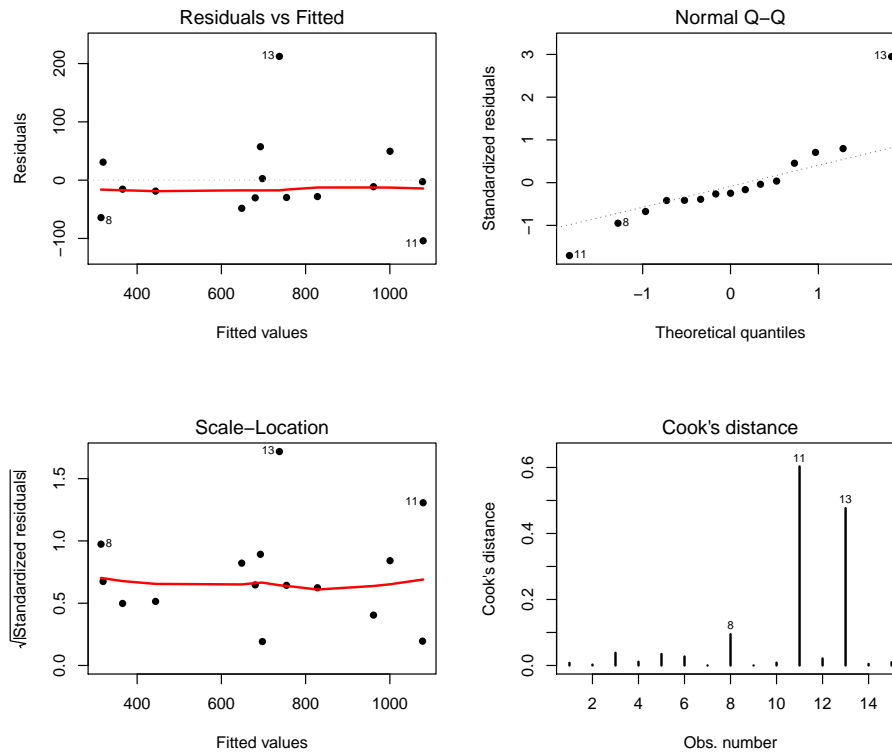 Residuals vs Fitted
Residuals
−100 0 100 200
13
8
11
400 600 800 1000
Fitted values
Normal Q−Q
Standardized residuals
−1 0 1 2 3
13
8
11
−1 0 1
Theoretical quantiles
Scale−Location
√|Standardized residuals|
0.0 0.5 1.0 1.5
13
11
8
400 600 800 1000
Fitted values
Cook's distance
Cook's distance
0.0 0.2 0.4 0.6
11
13
8
2 4 6 8 10 12 14
Obs. number